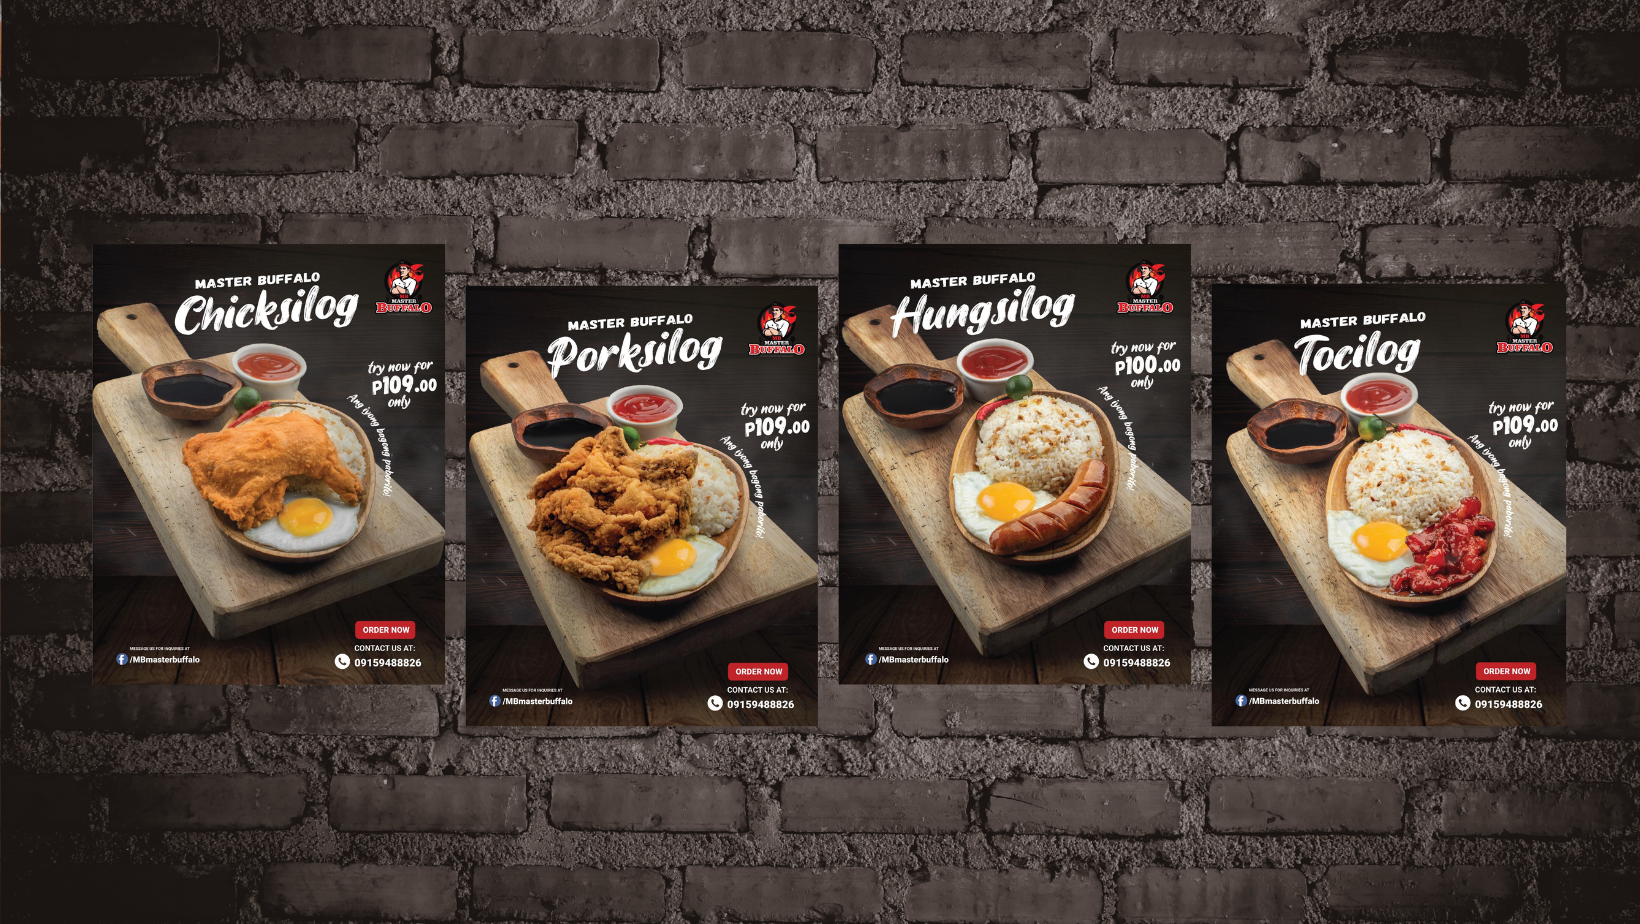 MASTER BUFFALO
Chicksilog
MB
MASTER
BUFFALO
try now for
P109.00
only
Ang iyong bagong paborito!
ORDER NOW
MESSAGE US FOR INQUIRIES AT
/MBmasterbuffalo
CONTACT US AT:
09159488826
MASTER BUFFALO
Porksilog
MB
MASTER
BUFFALO
try now for
P109.00
only
Ang iyong bagong paborito!
ORDER NOW
MESSAGE US FOR INQUIRIES AT
/MBmasterbuffalo
CONTACT US AT:
09159488826
MASTER BUFFALO
Hungsilog
MB
MASTER
BUFFALO
try now for
P100.00
only
Ang iyong bagong paborito!
ORDER NOW
MESSAGE US FOR INQUIRIES AT
/MBmasterbuffalo
CONTACT US AT:
09159488826
MASTER BUFFALO
Tocilog
MB
MASTER
BUFFALO
try now for
P109.00
only
Ang iyong bagong paborito!
ORDER NOW
MESSAGE US FOR INQUIRIES AT
/MBmasterbuffalo
CONTACT US AT:
09159488826